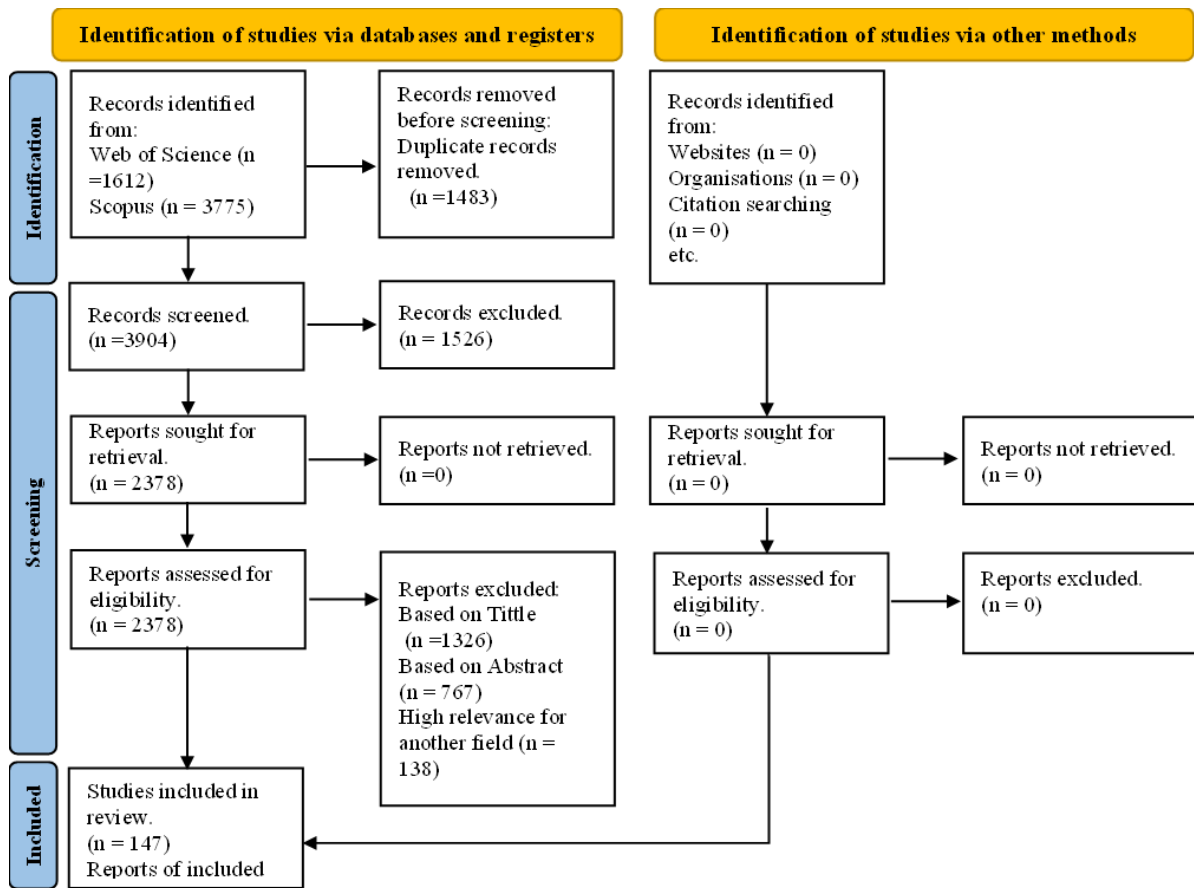 Identification of studies via databases and registers
Identification of studies via other methods
Identification
Records identified
from:
Web of Science (n
=1612)
Scopus (n = 3775)
Records removed
before screening:
Duplicate records
removed.
(n =1483)
Records identified
from:
Websites (n = 0)
Organisations (n = 0)
Citation searching
(n = 0)
etc.
Screening
Records screened.
(n =3904)
Records excluded.
(n = 1526)
Reports sought for
retrieval.
(n = 2378)
Reports not retrieved.
(n =0)
Reports sought for
retrieval.
(n = 0)
Reports not retrieved.
(n = 0)
Reports assessed for
eligibility.
(n = 2378)
Reports excluded:
Based on Tittle
(n =1326)
Based on Abstract
(n = 767)
High relevance for
another field (n =
138)
Reports assessed for
eligibility.
(n = 0)
Reports excluded.
(n = 0)
Included
Studies included in
review.
(n = 147)
Reports of included